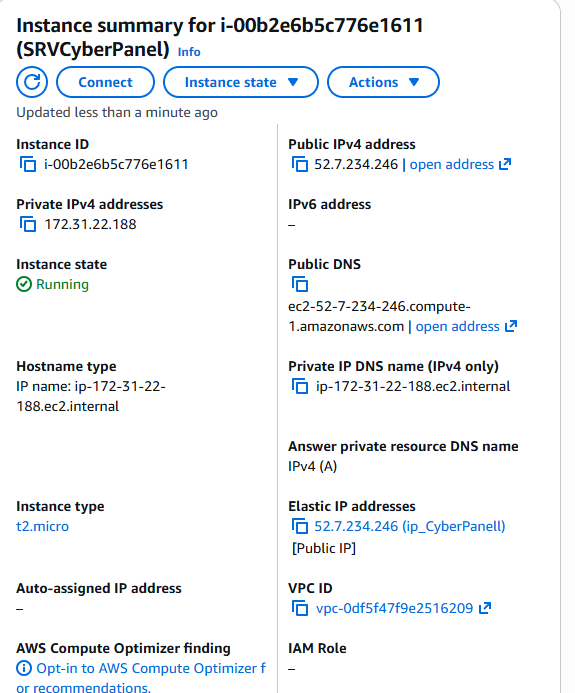 Instance summary for i-00b2e6b5c776e1611
(SRVCyberPanel) Info
Connect
Instance state
Actions
Updated less than a minute ago
Instance ID
i-00b2e6b5c776e1611
Public IPv4 address
52.7.234.246 | open address
Private IPv4 addresses
172.31.22.188
IPv6 address
–
Instance state
Running
Public DNS
ec2-52-7-234-246.compute-
1.amazonaws.com | open address
Hostname type
IP name: ip-172-31-22-
188.ec2.internal
Private IP DNS name (IPv4 only)
ip-172-31-22-188.ec2.internal
Answer private resource DNS name
IPv4 (A)
Instance type
t2.micro
Elastic IP addresses
52.7.234.246 (ip_CyberPanell)
[Public IP]
Auto-assigned IP address
–
VPC ID
vpc-0df5f47f9e2516209
AWS Compute Optimizer finding
Opt-in to AWS Compute Optimizer f
or recommendations.
IAM Role
–